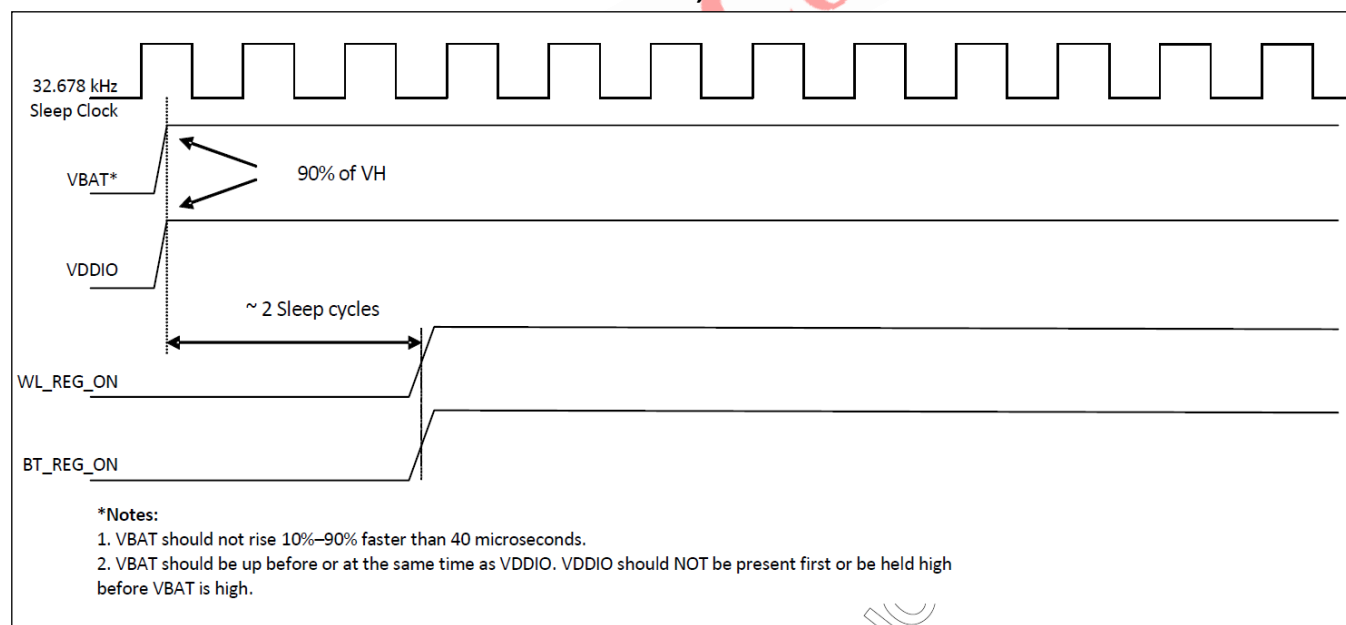 32.678 kHz
Sleep Clock
VBAT*
90% of VH
VDDIO
~ 2 Sleep cycles
WL_REG_ON
BT_REG_ON
*Notes:
1. VBAT should not rise 10%–90% faster than 40 microseconds.
2. VBAT should be up before or at the same time as VDDIO. VDDIO should NOT be present first or be held high
before VBAT is high.